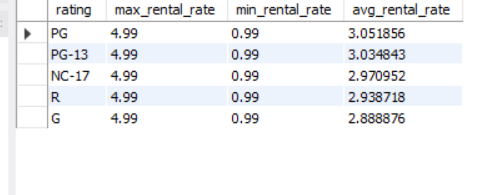 rating max_rental_rate min_rental_rate avg_rental_rate
PG 4.99 0.99 3.051856
PG-13 4.99 0.99 3.034843
NC-17 4.99 0.99 2.970952
R 4.99 0.99 2.938718
G 4.99 0.99 2.888876